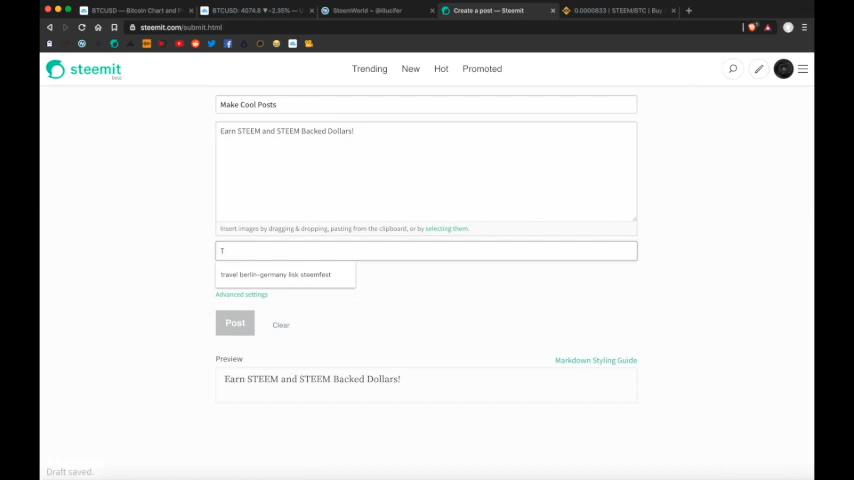 BTCUSD — Bitcoin Chart and P
BTCUSD: 4074.8 ▼−2.35% — U
SteemWorld ~ @illucifer
Create a post — Steemit
0.0000833 | STEEM/BTC | Buy
steemit.com/submit.html
steemit
beta
Trending
New
Hot
Promoted
Make Cool Posts
Earn STEEM and STEEM Backed Dollars!
Insert images by dragging & dropping, pasting from the clipboard, or by selecting them.
T
travel berlin-germany lisk steemfest
Advanced settings
Post
Clear
Preview
Markdown Styling Guide
Earn STEEM and STEEM Backed Dollars!
Draft saved.